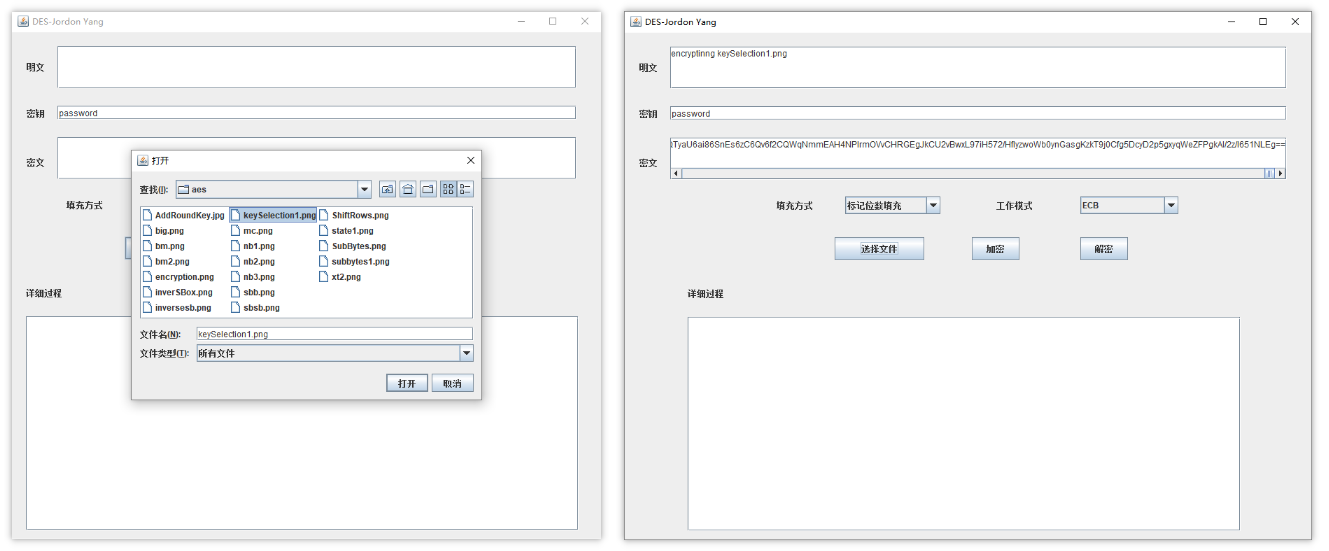 DES-Jordon Yang
明文
密钥
password
密文
填充方式
详细过程
打开
查找(I):
aes
AddRoundKey.jpg
big.png
bm.png
bm2.png
encryption.png
inverSBox.png
inversesb.png
keySelection1.png
mc.png
nb1.png
nb2.png
nb3.png
sbb.png
sbsb.png
ShiftRows.png
state1.png
SubBytes.png
subbytes1.png
xt2.png
文件名(N):
keySelection1.png
文件类型(T):
所有文件
打开
取消
DES-Jordon Yang
明文
encryptinng keySelection1.png
密钥
password
密文
填充方式
标记位数填充
工作模式
ECB
选择文件
加密
解密
详细过程